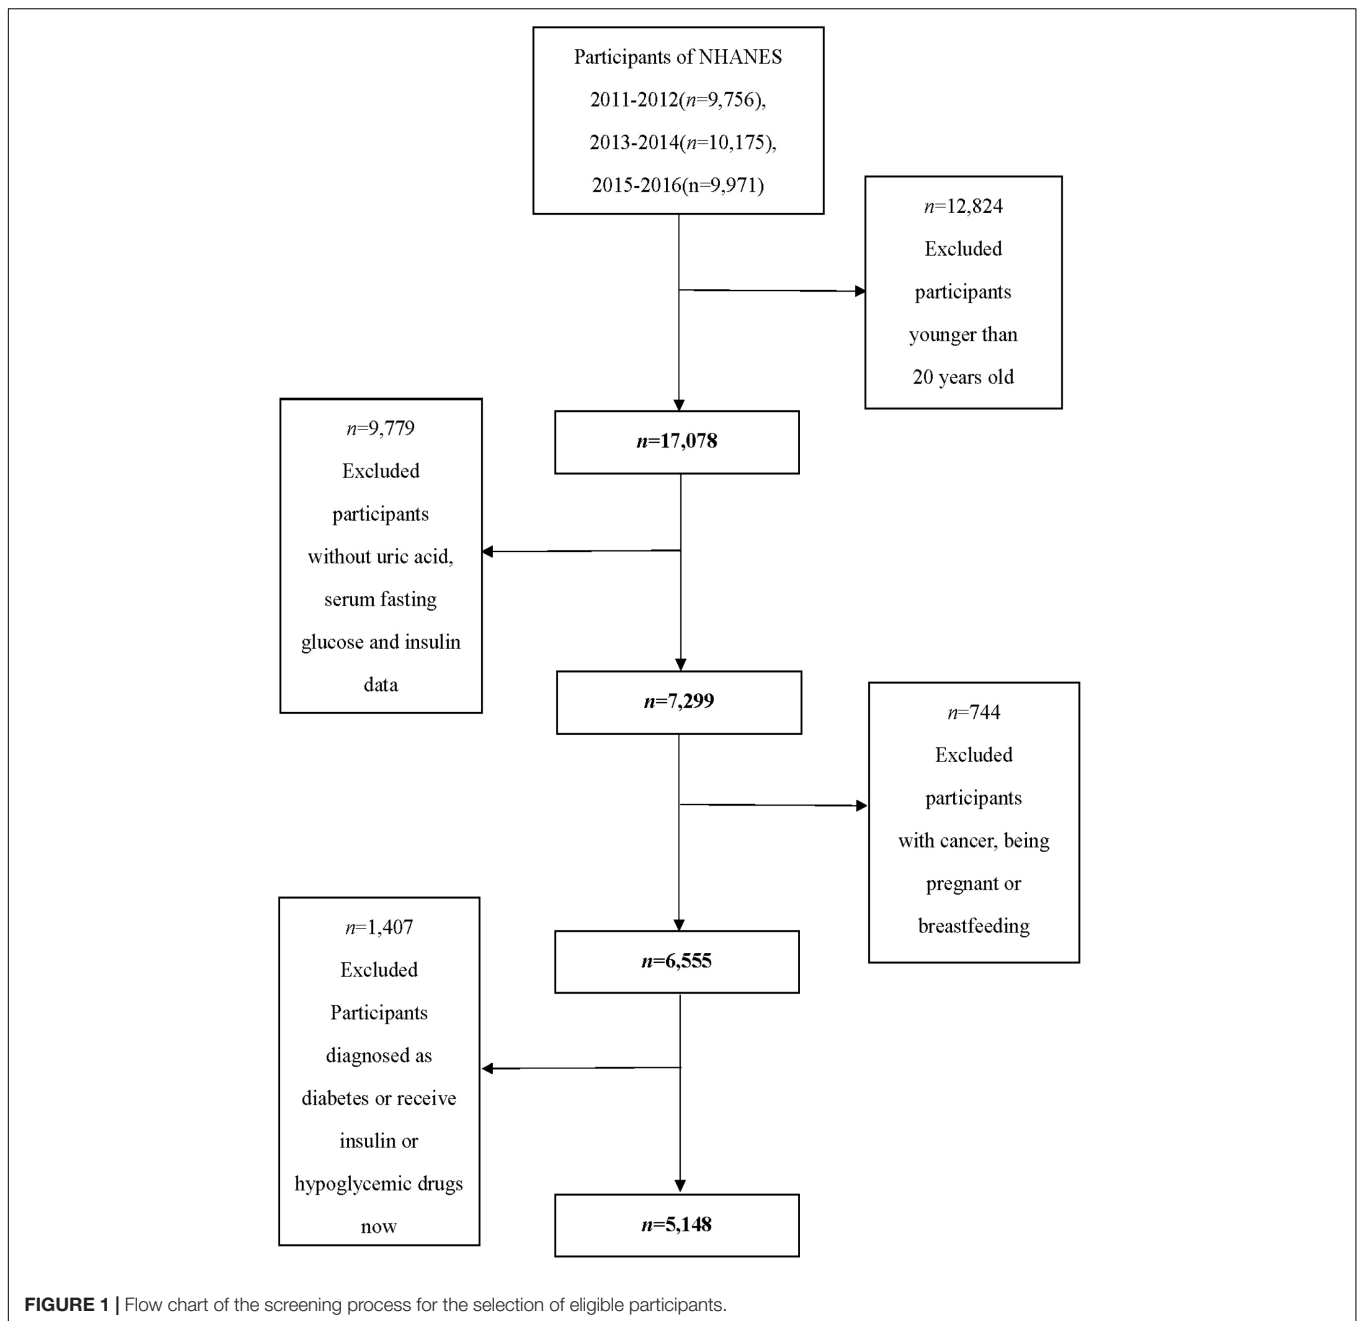 Participants of NHANES
2011-2012(n=9,756),
2013-2014(n=10,175),
2015-2016(n=9,971)
n=12,824
Excluded
participants
younger than
20 years old
n=17,078
n=9,779
Excluded
participants
without uric acid,
serum fasting
glucose and insulin
data
n=7,299
n=744
Excluded
participants
with cancer, being
pregnant or
breastfeeding
n=6,555
n=1,407
Excluded
Participants
diagnosed as
diabetes or receive
insulin or
hypoglycemic drugs
now
n=5,148
FIGURE 1 | Flow chart of the screening process for the selection of eligible participants.